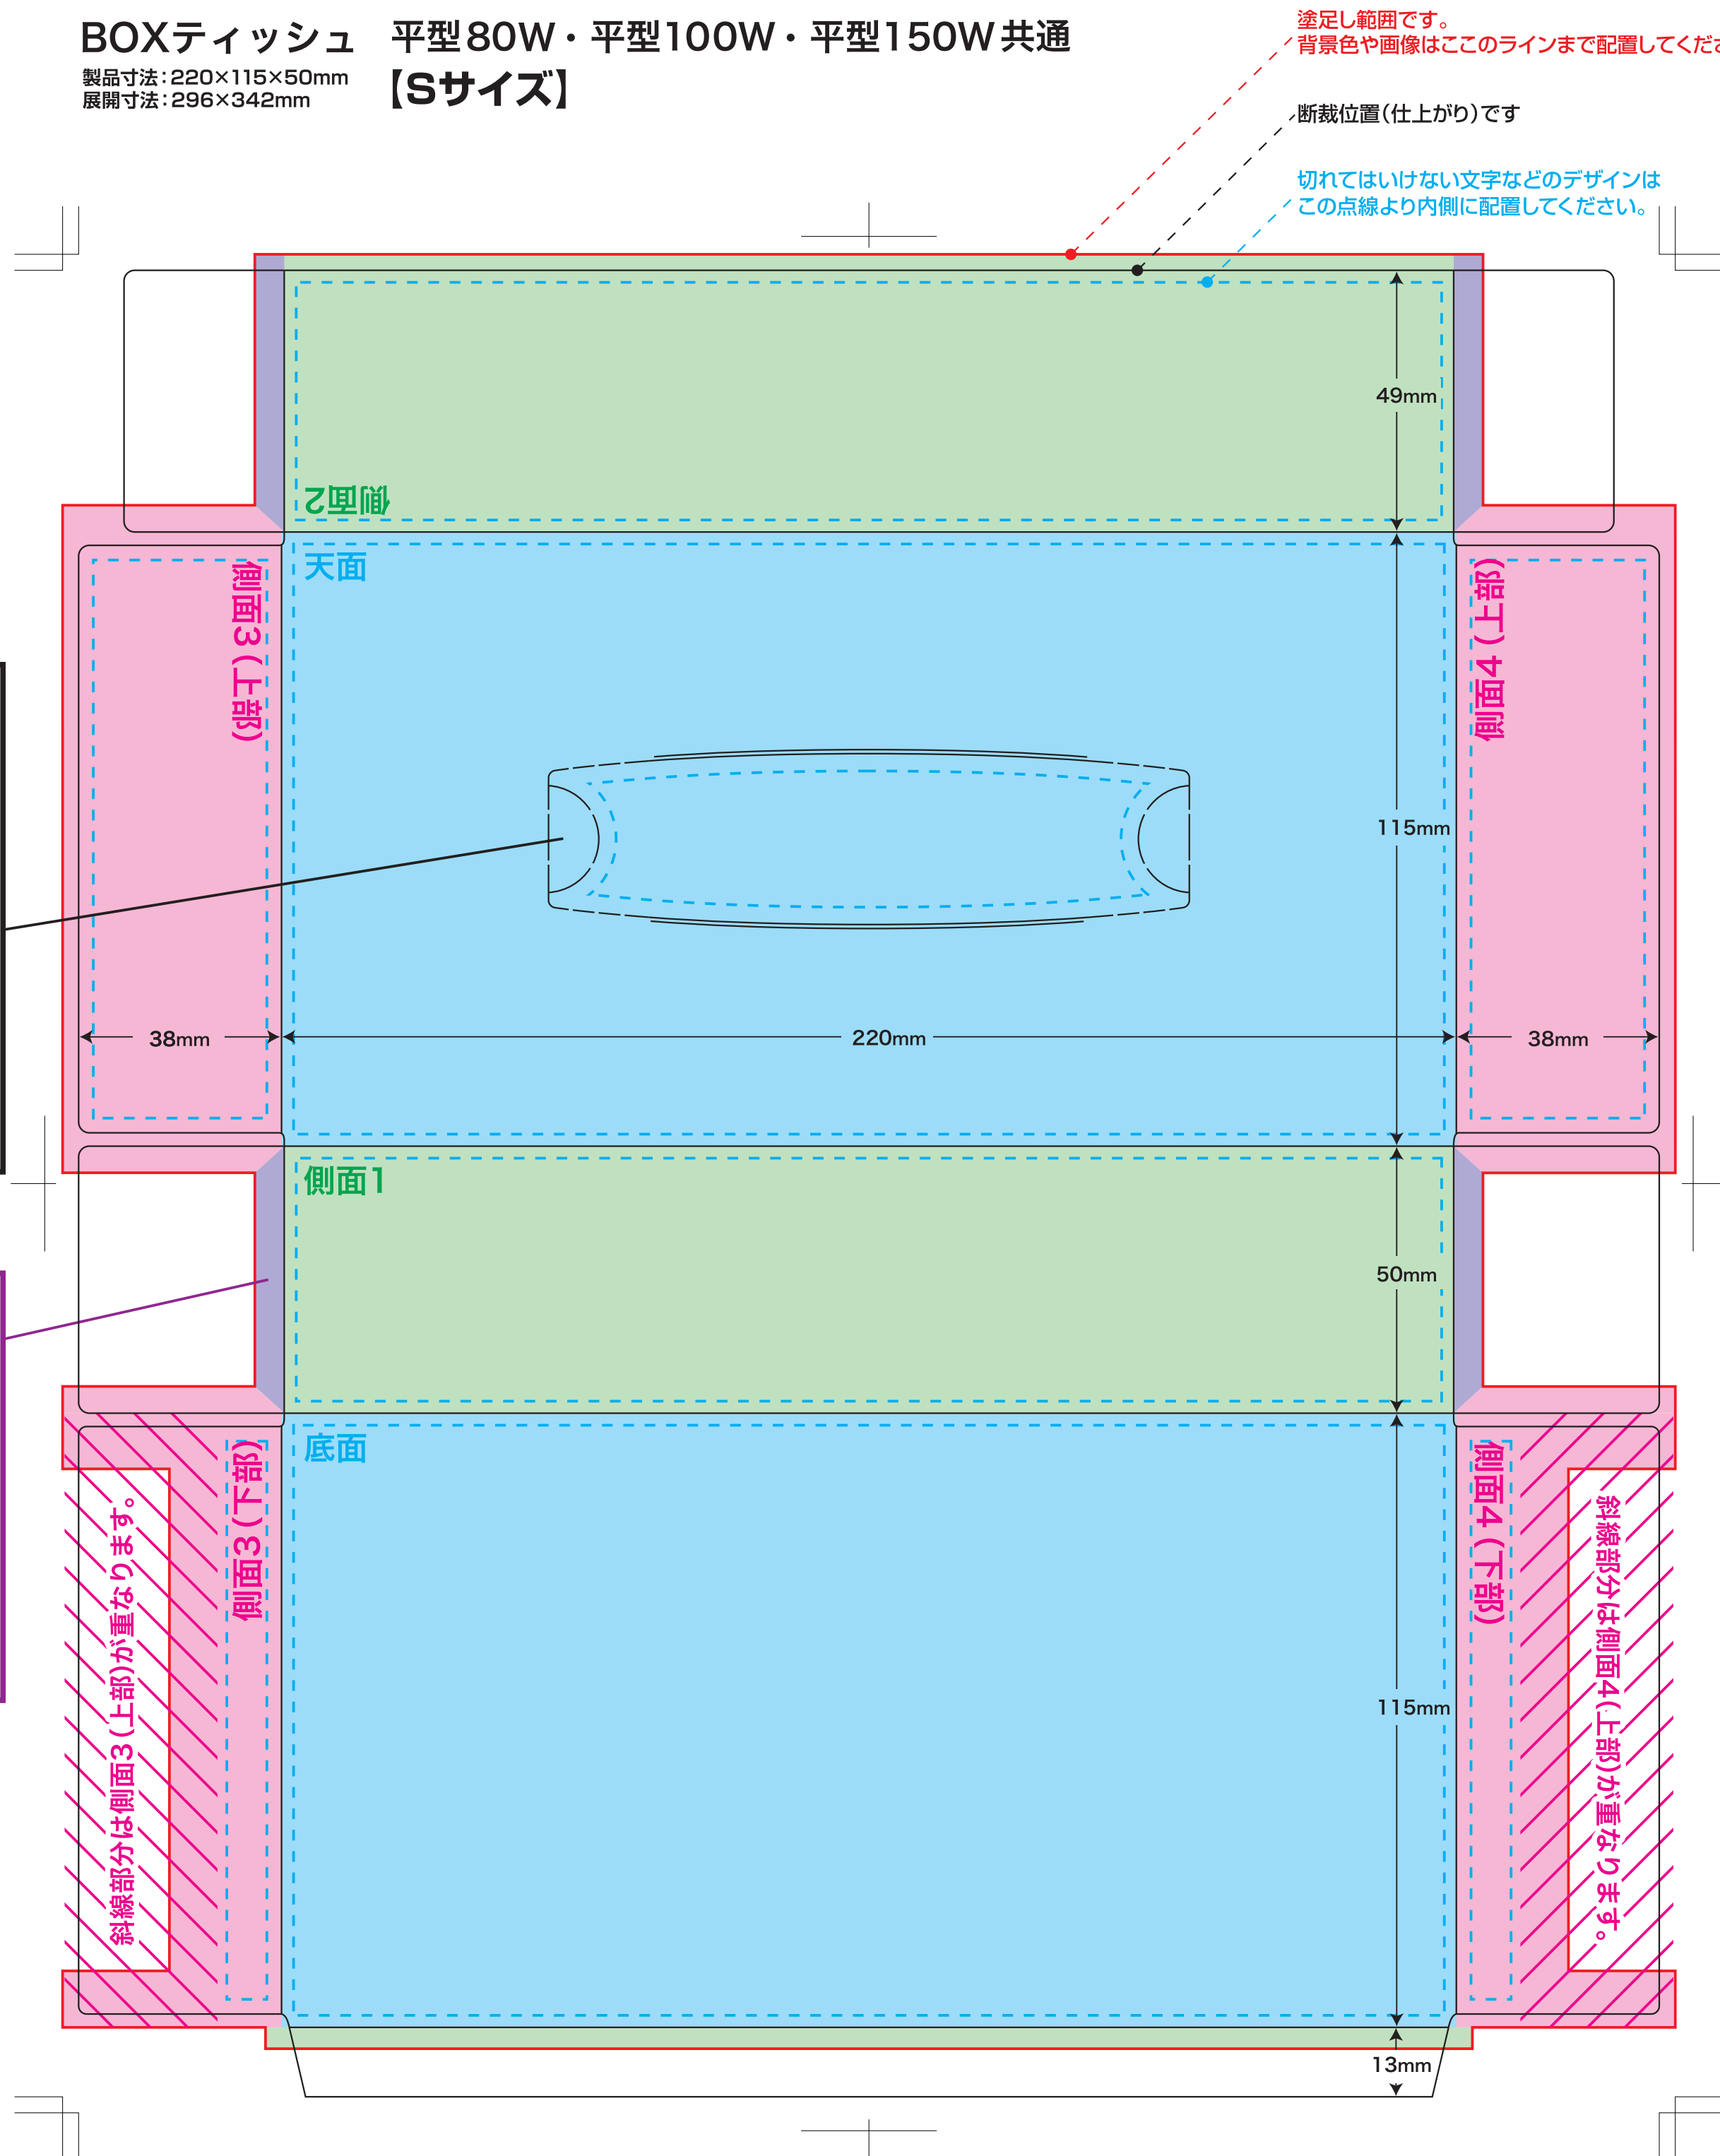 BOXティッシュ 平型80W・平型100W・平型150W共通
製品寸法：220×115×50mm
展開寸法：296×342mm
【Sサイズ】
塗足し範囲です。
背景色や画像はここのラインまで配置してくだ
断裁位置（仕上がり）です
切れてはいけない文字などのデザインは
この点線より内側に配置してください。
49mm
側面2
天面
側面3（上部）
側面4（上部）
115mm
38mm
220mm
38mm
側面1
50mm
底面
側面3（下部）
側面4（下部）
斜線部分は側面3（上部）が重なります。
斜線部分は側面4（上部）が重なります。
115mm
13mm